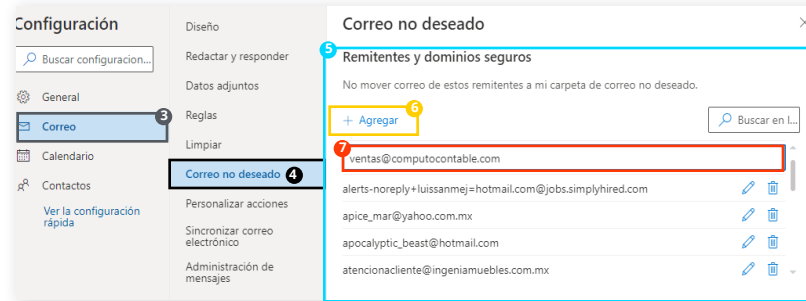 Configuración
Buscar configuracion...
General
3
Correo
Calendario
Contactos
Ver la configuración
rápida
Diseño
Redactar y responder
Datos adjuntos
Reglas
Limpiar
Correo no deseado 4
Personalizar acciones
Sincronizar correo
electrónico
Administración de
mensajes
Correo no deseado
5
Remitentes y dominios seguros
No mover correo de estos remitentes a mi carpeta de correo no deseado.
6
+ Agregar
Buscar en l...
7
ventas@computocontable.com
alerts-noreply+luissanmej=hotmail.com@jobs.simplyhired.com
apice_mar@yahoo.com.mx
apocalyptic_beast@hotmail.com
atencionacliente@ingeniamuebles.com.mx